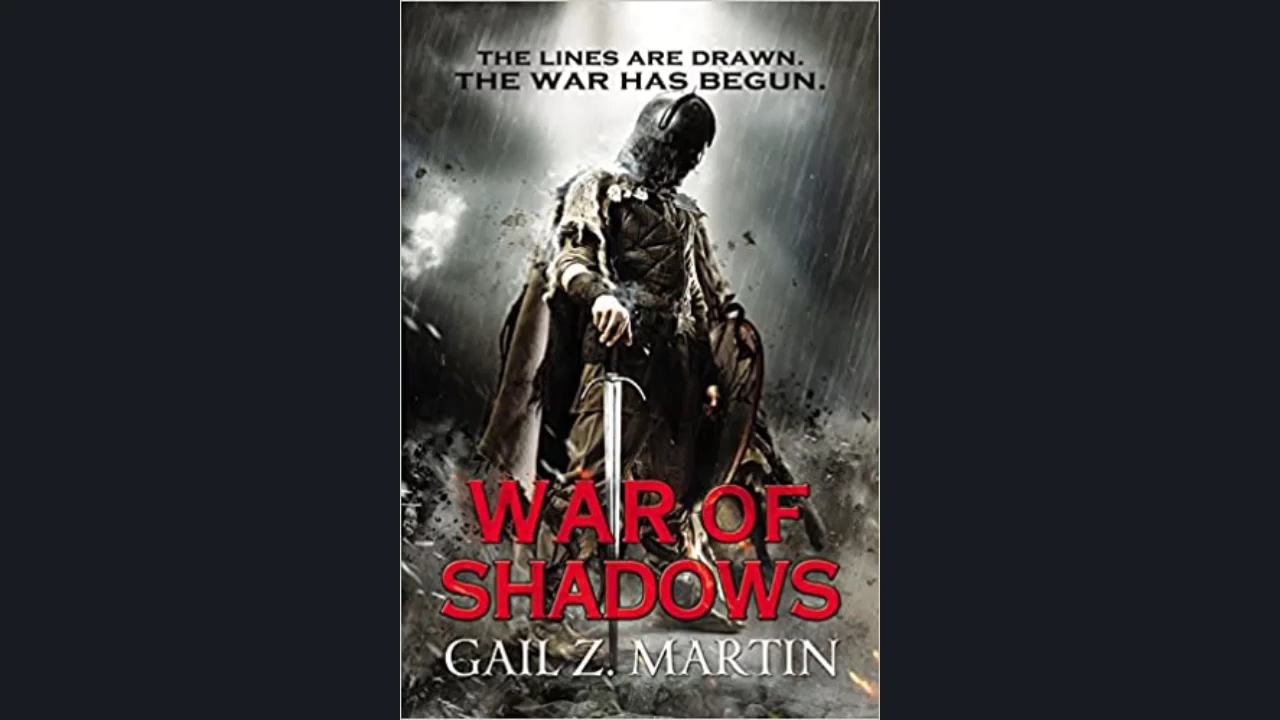 THE LINES ARE DRAWN.
THE WAR HAS BEGUN.
WAR OF
SHADOWS
GAIL Z. MARTIN